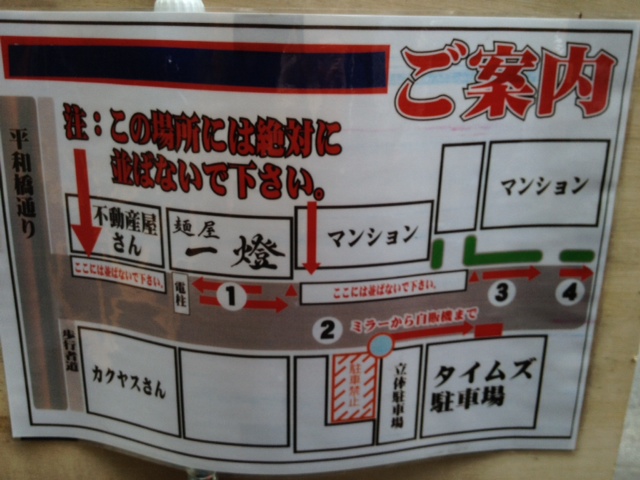 ご案内
注：この場所には絶対に
並ばないで下さい。
平和橋通り
マンション
不動産屋
さん
麺屋
一燈
マンション
ここには並ばないで下さい。
電柱
1
ここには並ばないで下さい。
3
4
2
ミラーから自販機まで
歩行者道
カクヤスさん
駐車禁止
立体駐車場
タイムズ
駐車場